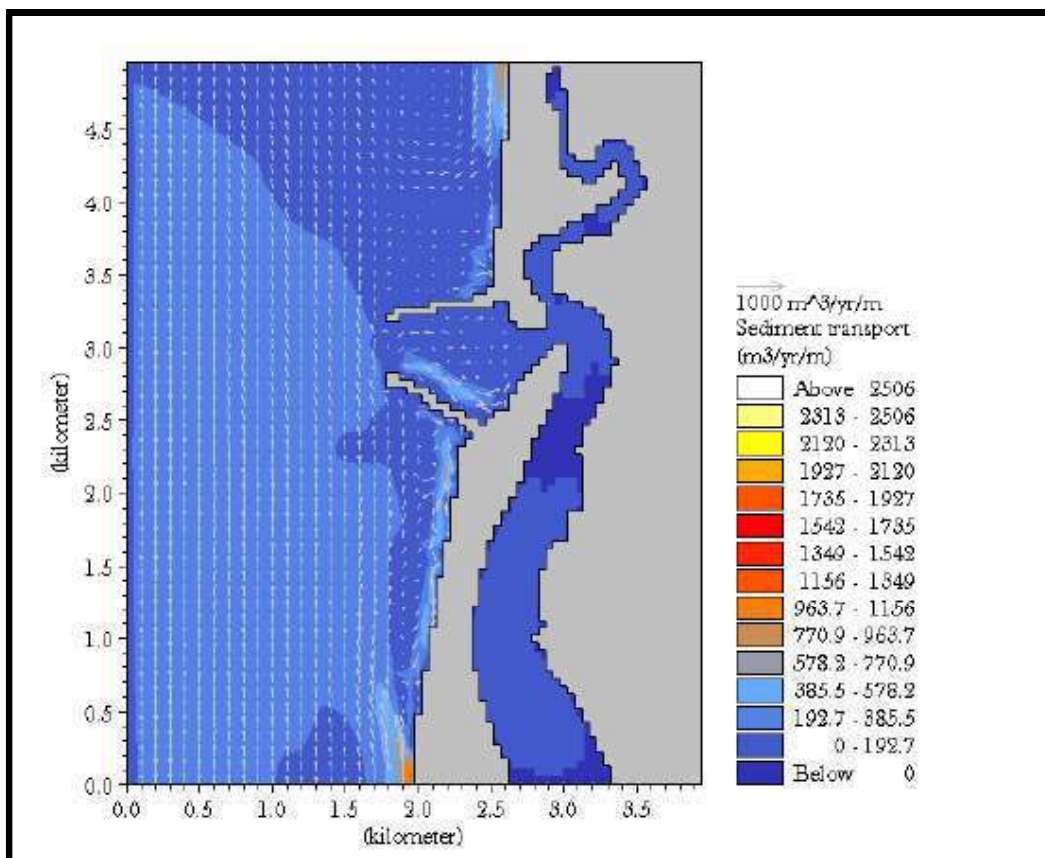 4.5
4.0
3.5
3.0
2.5
2.0
1.5
1.0
0.5
0.0
(kilometer)
0.0 0.5 1.0 1.5 2.0 2.5 3.0 3.5
(kilometer)
1000 m^3/yr/m
Sediment transport
(m3/yr/m)
Above 2506
2313 - 2506
2120 - 2313
1927 - 2120
1735 - 1927
1542 - 1735
1349 - 1542
1156 - 1349
963.7 - 1156
770.9 - 963.7
578.2 - 770.9
385.5 - 578.2
192.7 - 385.5
0 - 192.7
Below 0